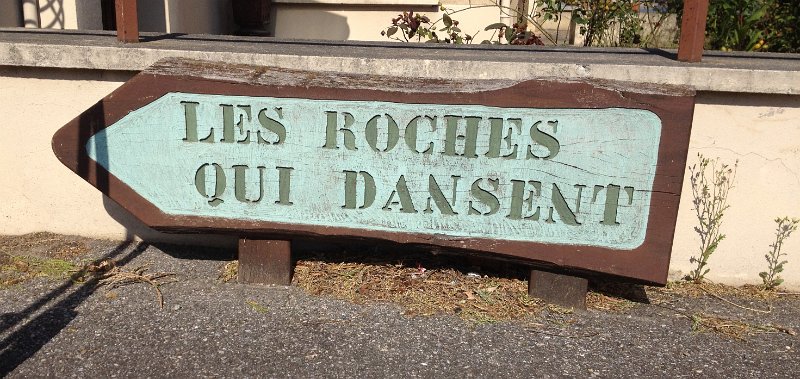 LES ROCHES
QUI DANSENT